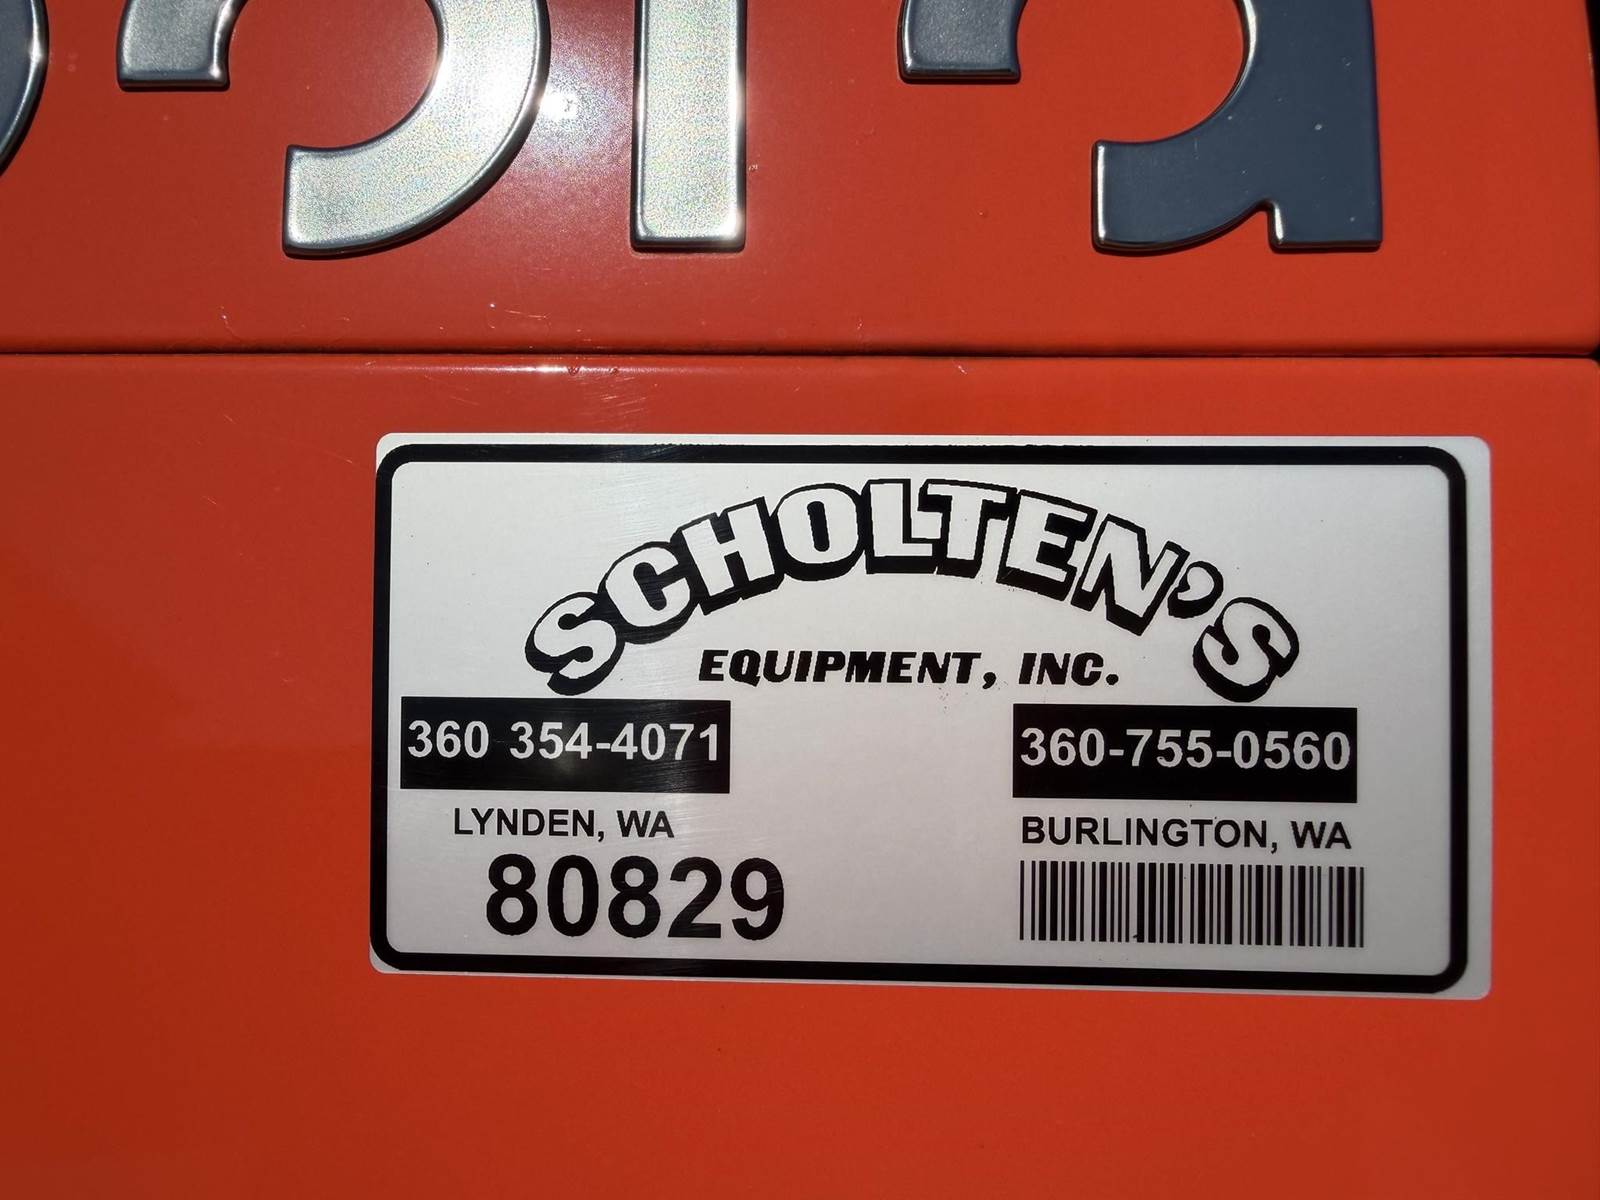 SCHOLTEN'S
EQUIPMENT, INC.
360 354-4071
360-755-0560
LYNDEN, WA
BURLINGTON, WA
80829